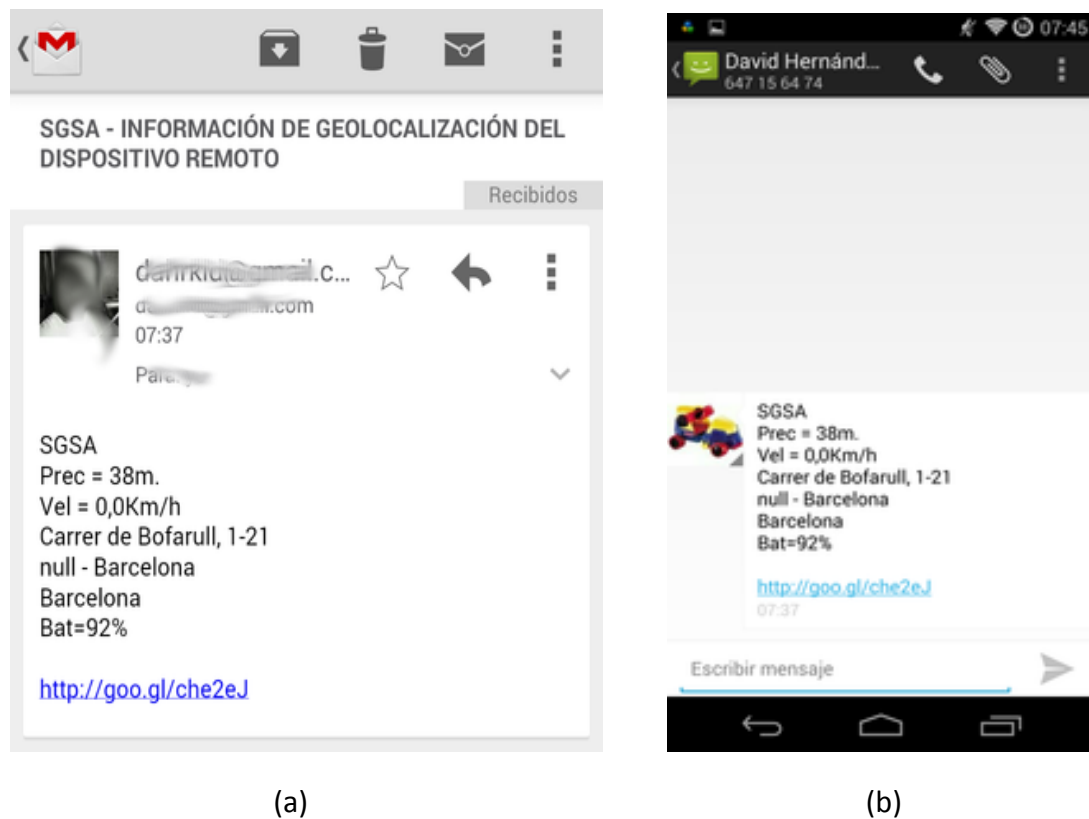 SGSA - INFORMACIÓN DE GEOLOCALIZACIÓN DEL
DISPOSITIVO REMOTO
Recibidos
.c...
.com
07:37
SGSA
Prec = 38m.
Vel = 0,0Km/h
Carrer de Bofarull, 1-21
null - Barcelona
Barcelona
Bat=92%
http://goo.gl/che2eJ
(a)
07:45
David Hernánd...
647 15 64 74
SGSA
Prec = 38m.
Vel = 0,0Km/h
Carrer de Bofarull, 1-21
null - Barcelona
Barcelona
Bat=92%
http://goo.gl/che2eJ
07:37
Escribir mensaje
(b)